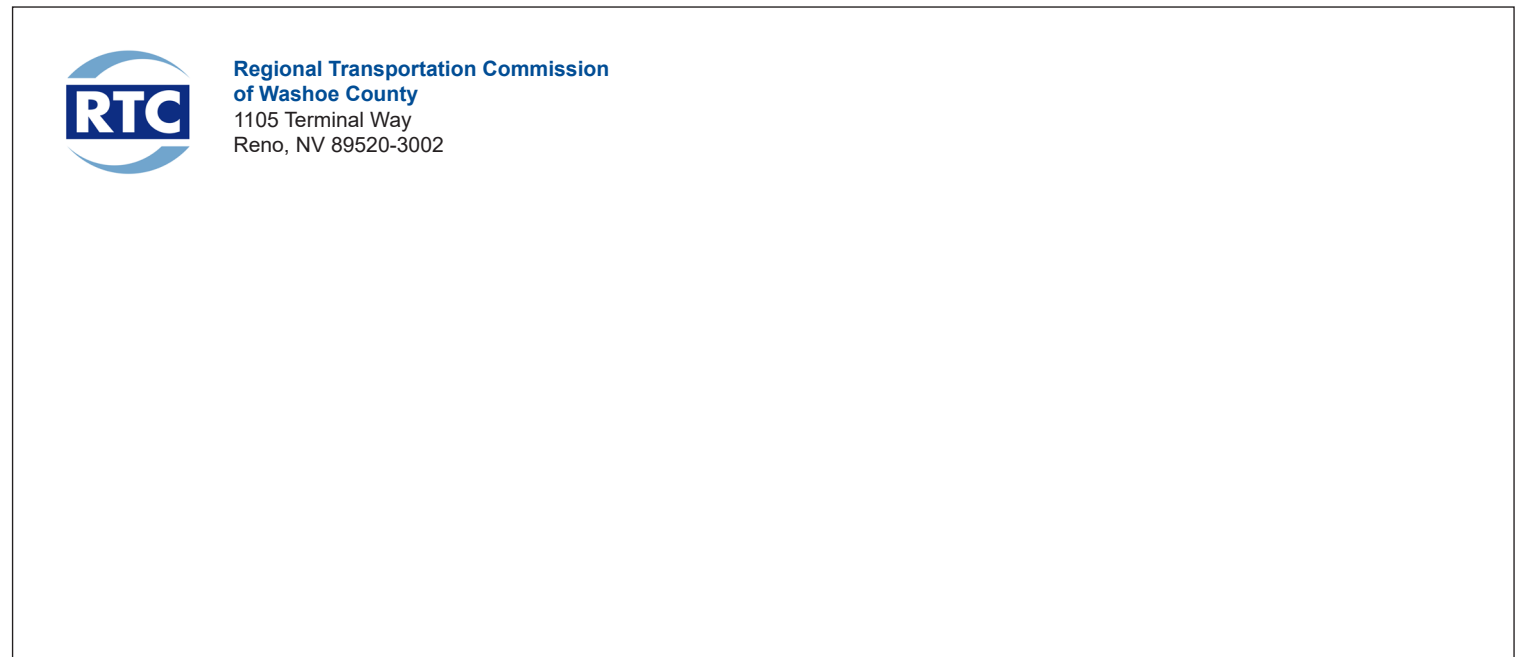 RTC
Regional Transportation Commission
of Washoe County
1105 Terminal Way
Reno, NV 89520-3002